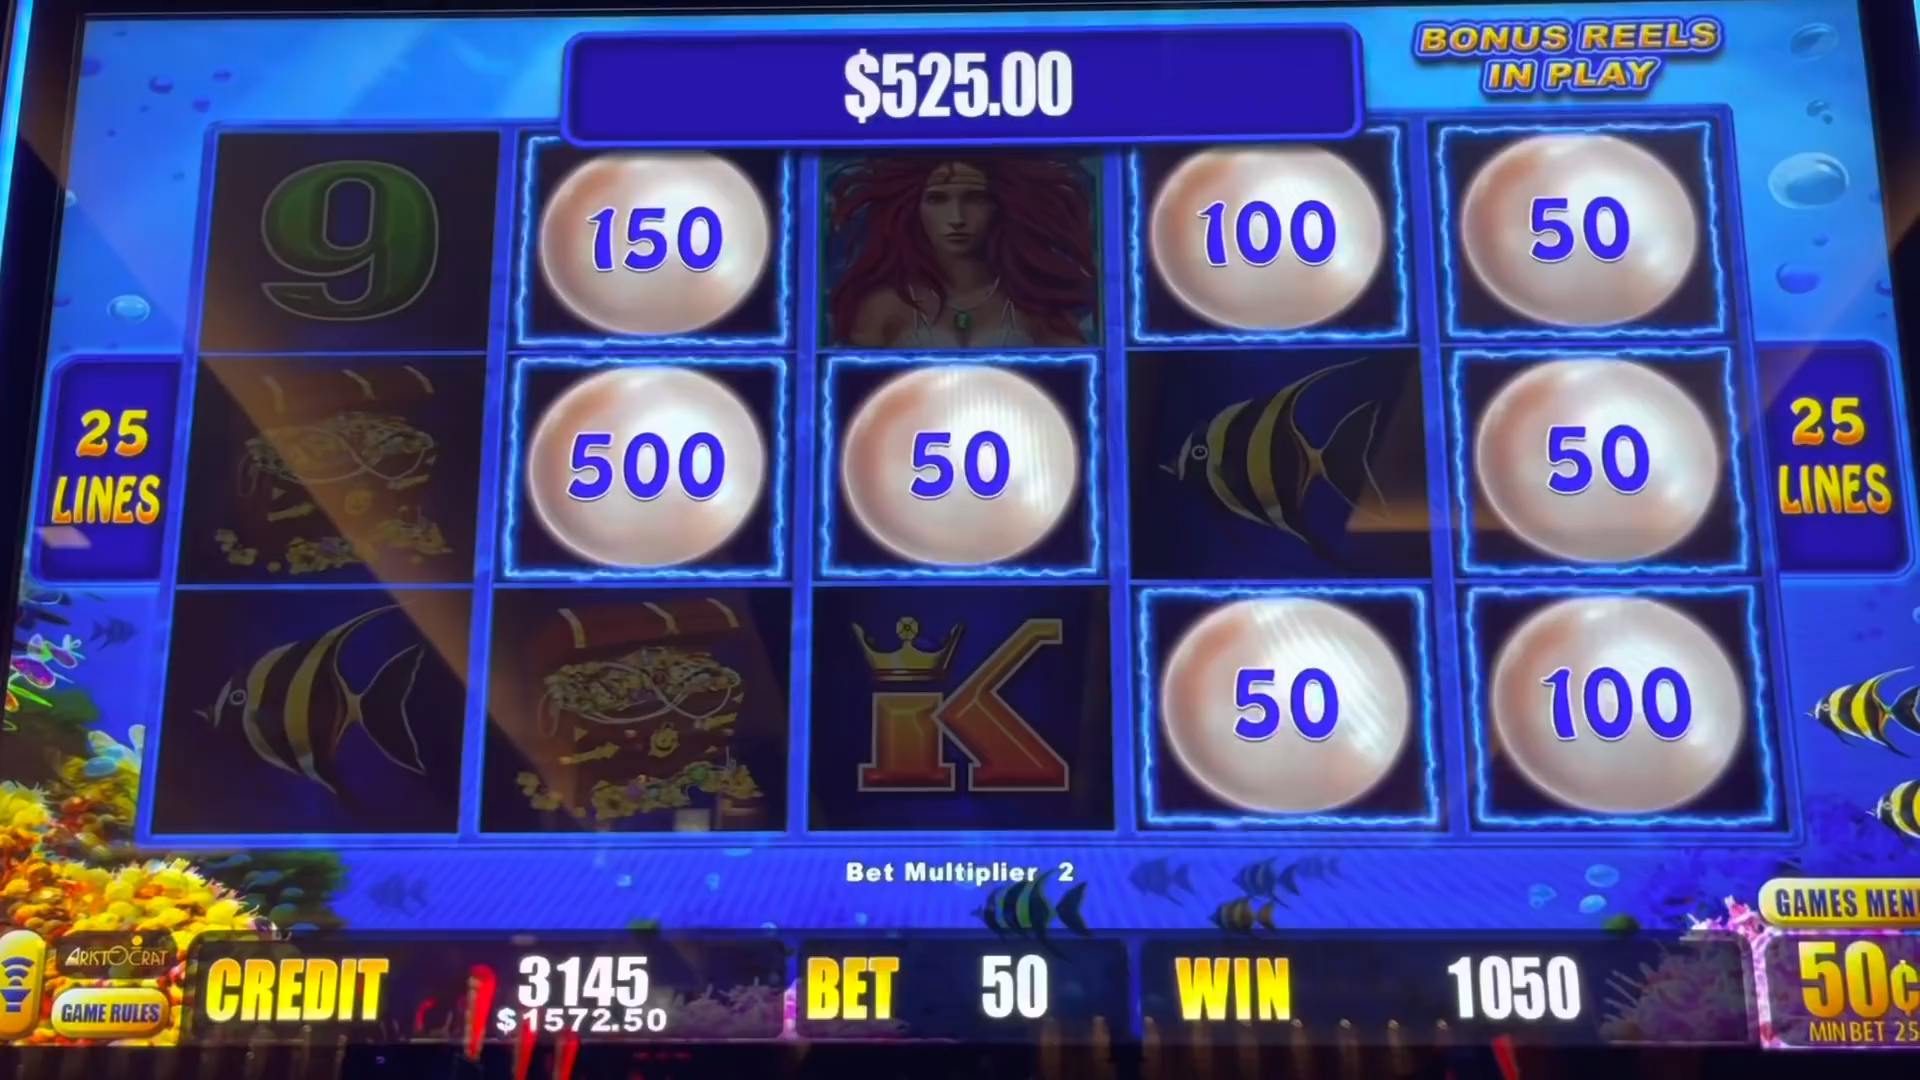 $525.00
BONUS REELS
IN PLAY
9
150
100
50
500
50
50
25
LINES
25
LINES
K
50
100
Bet Multiplier 2
GAMES MENU
ARISTOCRAT
GAME RULES
CREDIT
3145
$1572.50
BET
50
WIN
1050
50¢
MIN BET 25